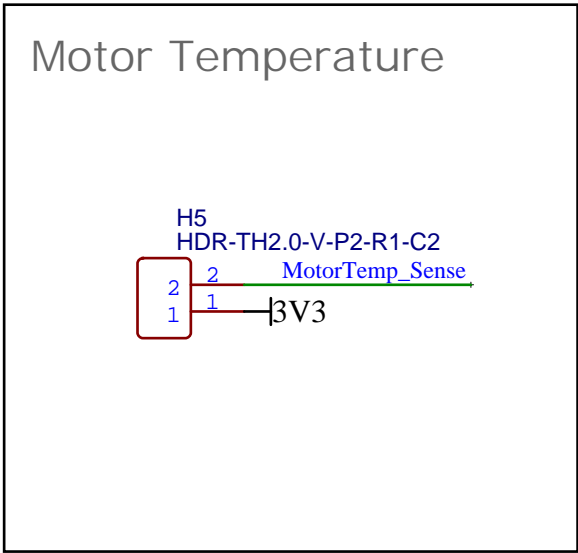 Motor Temperature
H5
HDR-TH2.0-V-P2-R1-C2
2 2 MotorTemp_Sense
1 1 3V3